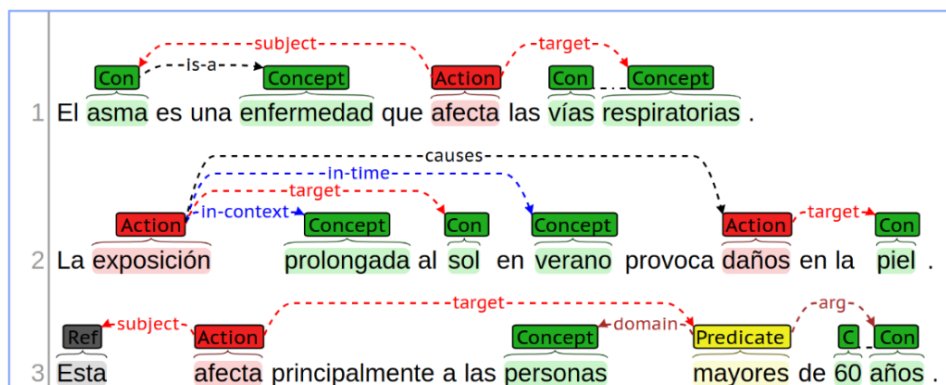 subject target
Con is-a Concept Action Con Concept
1 El asma es una enfermedad que afecta las vías respiratorias .
causes
in-time
target
Action in-context Concept Con Concept Action target Con
2 La exposición prolongada al sol en verano provoca daños en la piel .
target arg
Ref subject Action Concept domain Predicate C Con
3 Esta afecta principalmente a las personas mayores de 60 años .